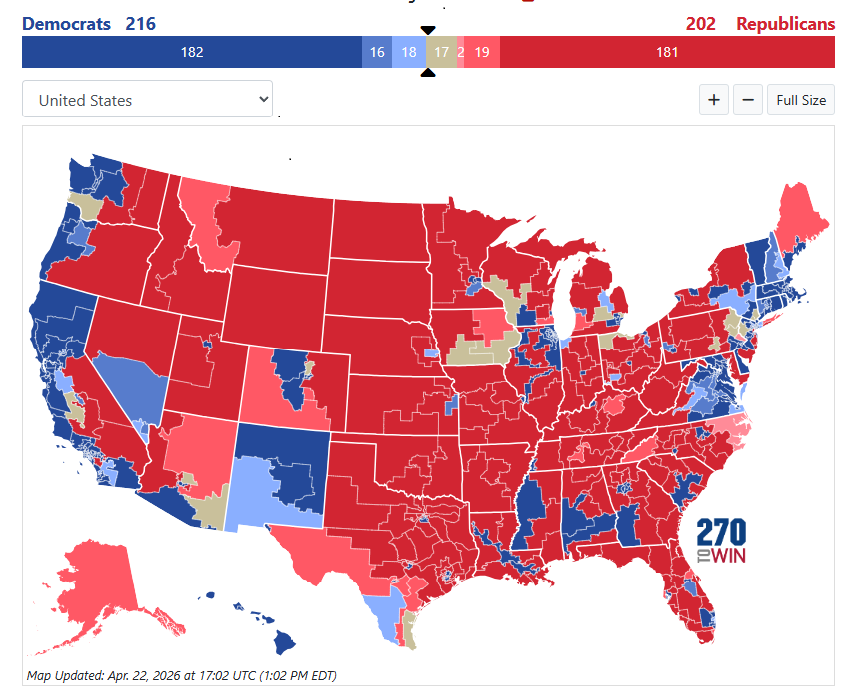 Democrats 216 202 Republicans
182 16 18 17 2 19 181
United States
+ − Full Size
270
TO WIN
Map Updated: Apr. 22, 2026 at 17:02 UTC (1:02 PM EDT)